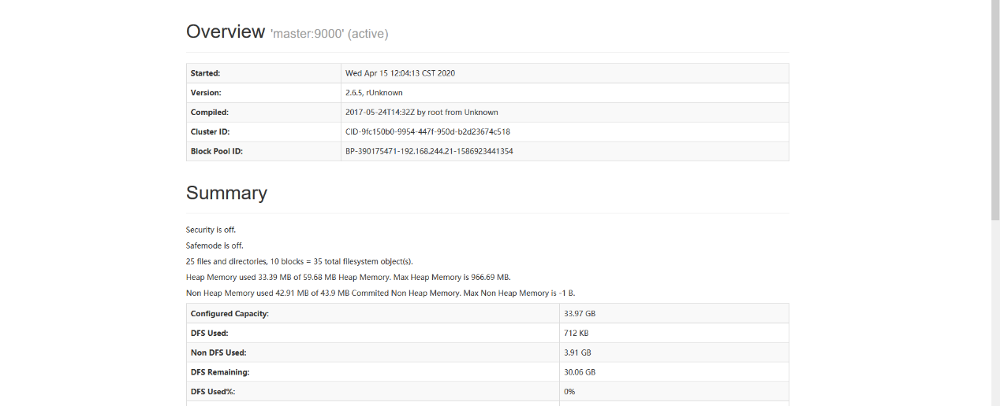 Overview 'master:9000' (active)
Started: Wed Apr 15 12:04:13 CST 2020
Version: 2.6.5, rUnknown
Compiled: 2017-05-24T14:32Z by root from Unknown
Cluster ID: CID-9fc150b0-9954-447f-950d-b2d23674c518
Block Pool ID: BP-390175471-192.168.244.21-1586923441354
Summary
Security is off.
Safemode is off.
25 files and directories, 10 blocks = 35 total filesystem object(s).
Heap Memory used 33.39 MB of 59.68 MB Heap Memory. Max Heap Memory is 966.69 MB.
Non Heap Memory used 42.91 MB of 43.9 MB Commited Non Heap Memory. Max Non Heap Memory is -1 B.
Configured Capacity: 33.97 GB
DFS Used: 712 KB
Non DFS Used: 3.91 GB
DFS Remaining: 30.06 GB
DFS Used%: 0%